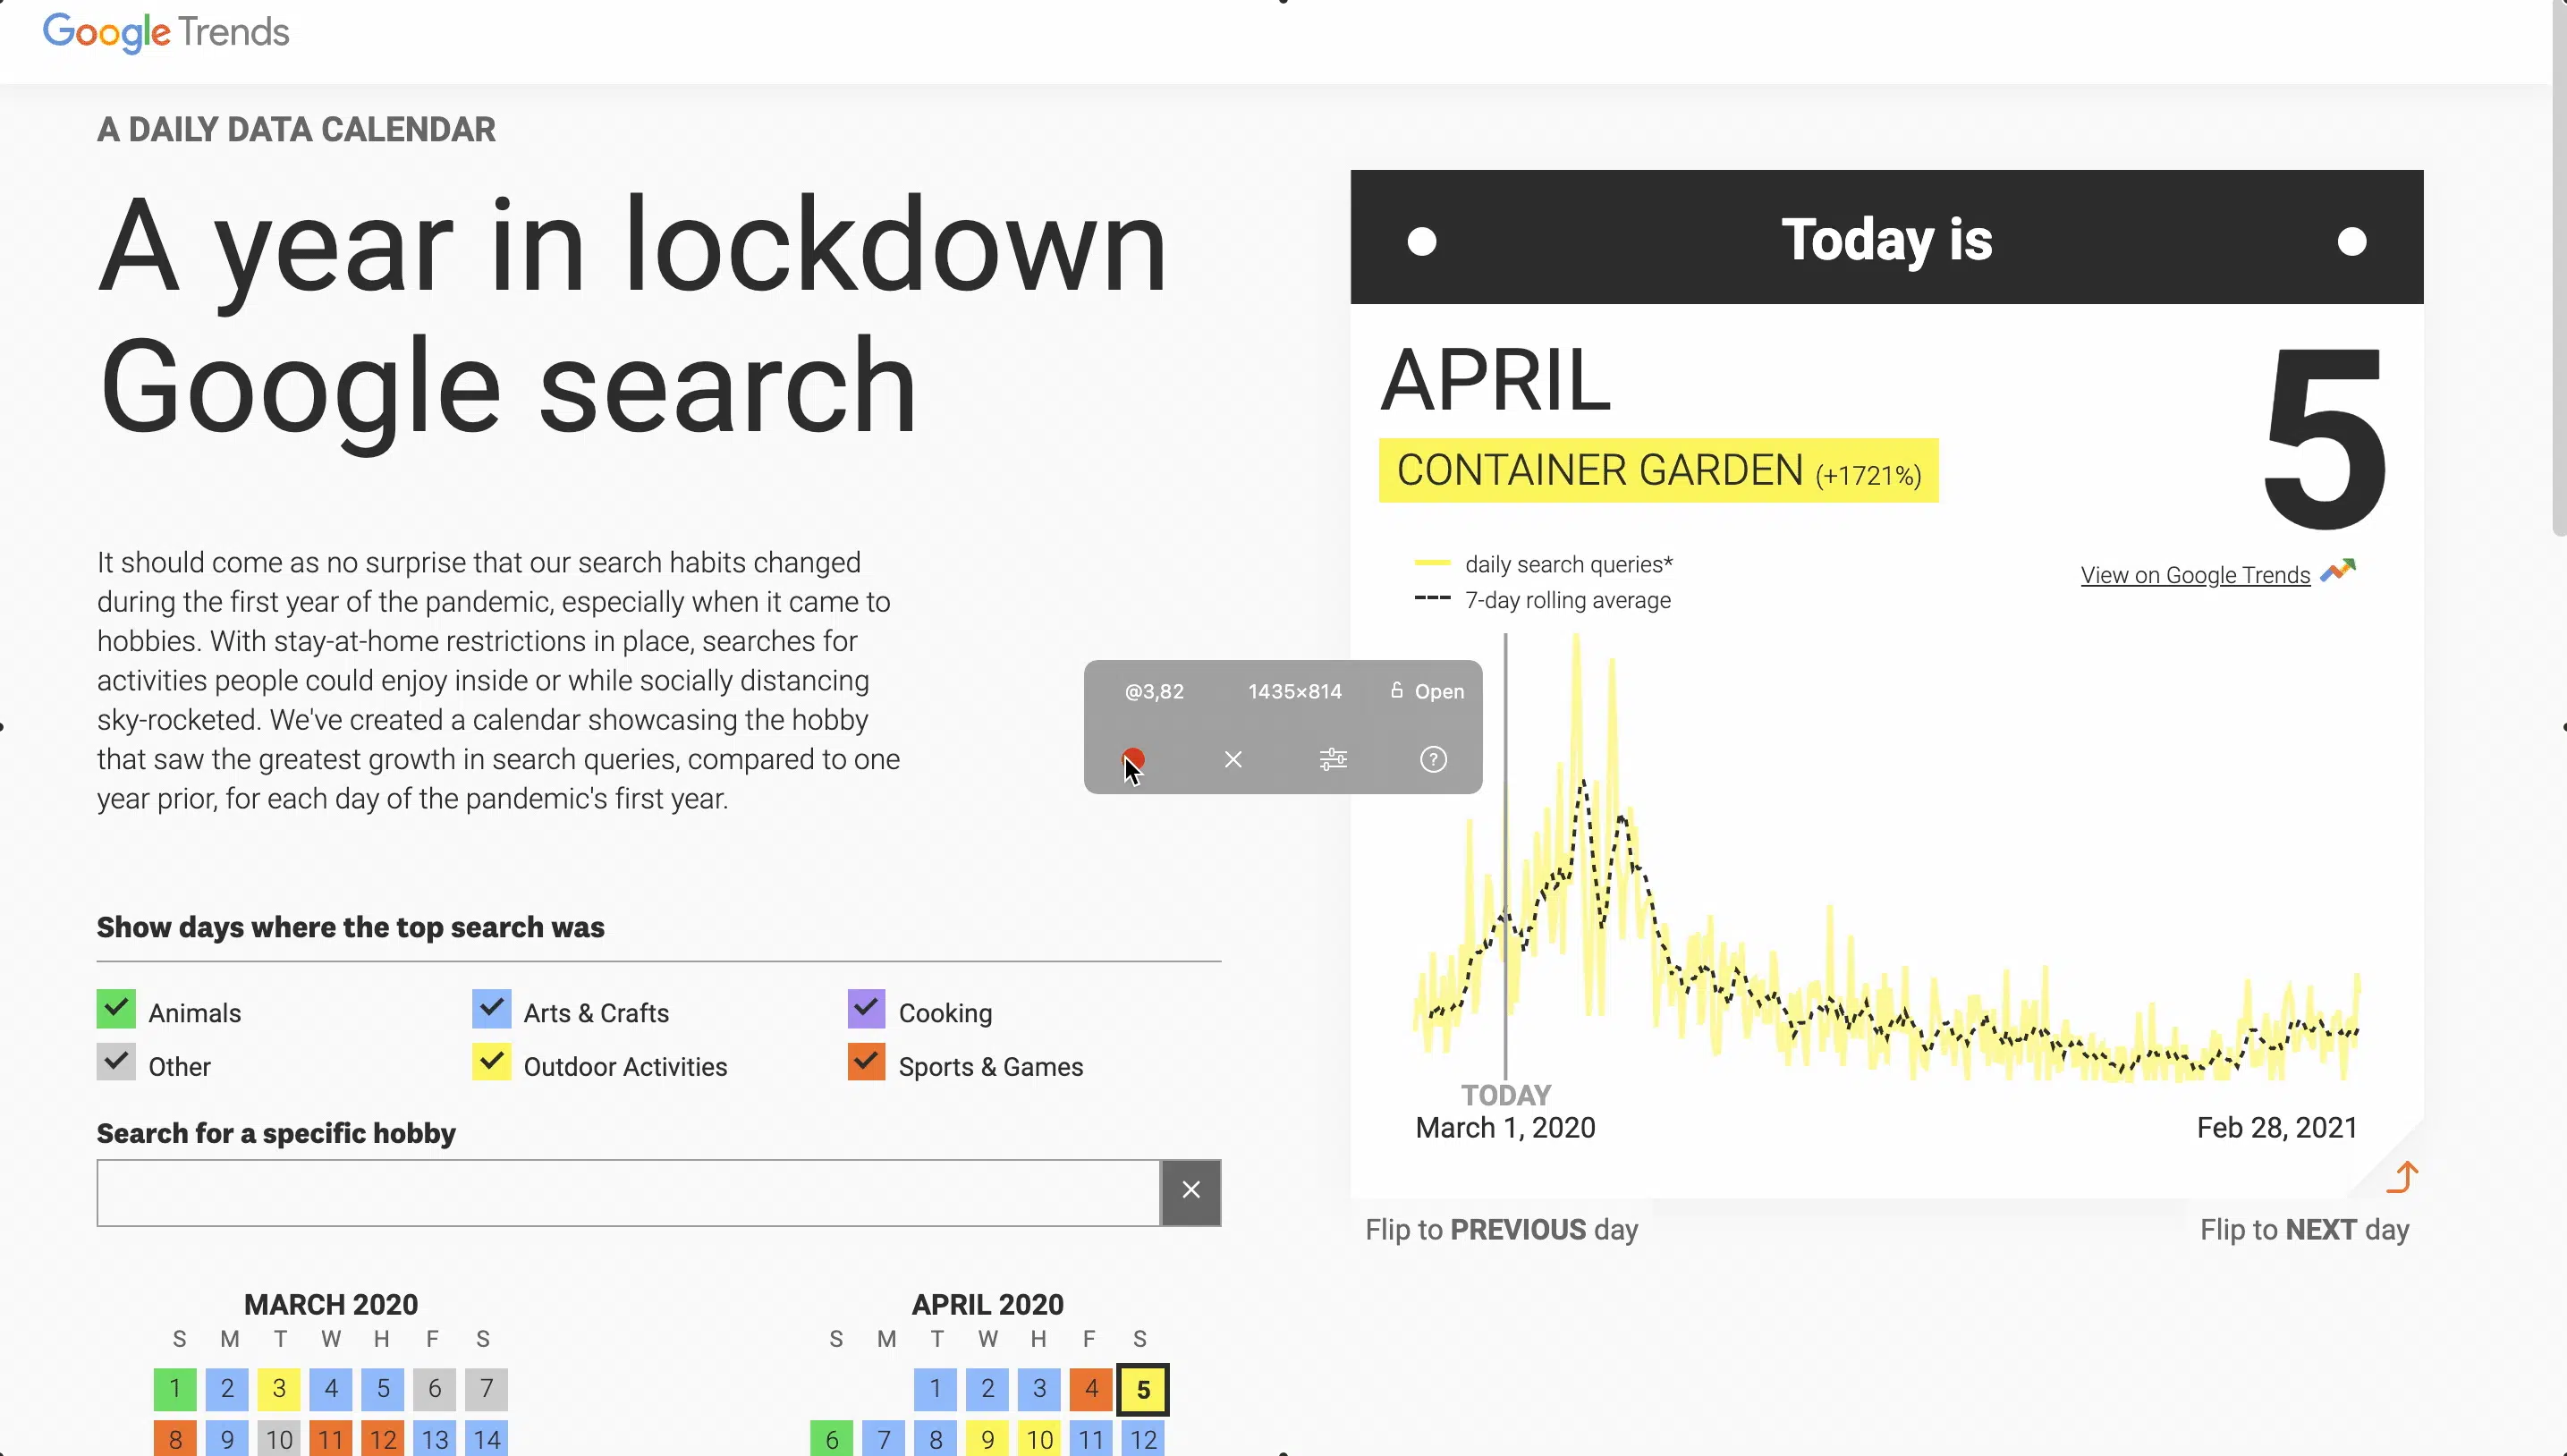 Google Trends
A DAILY DATA CALENDAR
A year in lockdown
Google search
It should come as no surprise that our search habits changed
during the first year of the pandemic, especially when it came to
hobbies. With stay-at-home restrictions in place, searches for
activities people could enjoy inside or while socially distancing
sky-rocketed. We've created a calendar showcasing the hobby
that saw the greatest growth in search queries, compared to one
year prior, for each day of the pandemic's first year.
Show days where the top search was
Animals
Arts & Crafts
Cooking
Other
Outdoor Activities
Sports & Games
Search for a specific hobby
MARCH 2020
S M T W H F S
1 2 3 4 5 6 7
8 9 10 11 12 13 14
APRIL 2020
S M T W H F S
1 2 3 4 5
6 7 8 9 10 11 12
@3,82 1435×814 Open
?
Today is
APRIL
5
CONTAINER GARDEN (+1721%)
daily search queries*
7-day rolling average
View on Google Trends
TODAY
March 1, 2020
Feb 28, 2021
Flip to PREVIOUS day
Flip to NEXT day